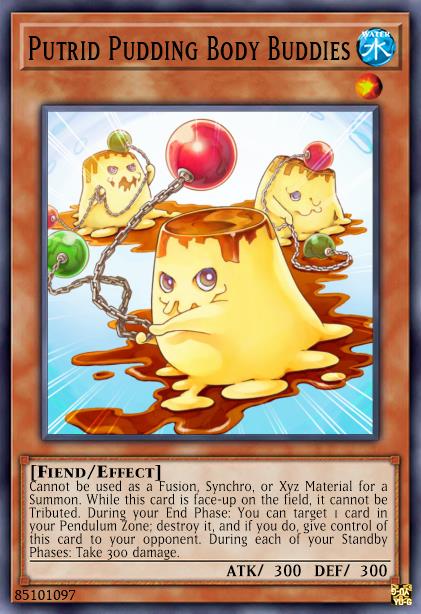 PUTRID PUDDING BODY BUDDIES
WATER
水
[FIEND/EFFECT]
Cannot be used as a Fusion, Synchro, or Xyz Material for a
Summon. While this card is face-up on the field, it cannot be
Tributed. During your End Phase: You can target 1 card in
your Pendulum Zone; destroy it, and if you do, give control of
this card to your opponent. During each of your Standby
Phases: Take 300 damage.
ATK/ 300 DEF/ 300
85101097